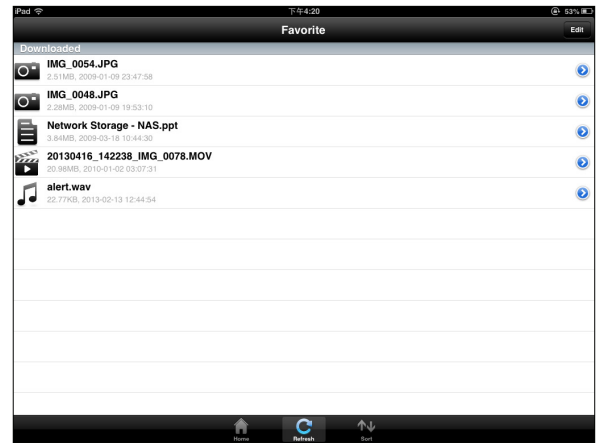 iPad 下午4:20 53%
Favorite Edit
Downloaded
IMG_0054.JPG
2.51MB, 2009-01-09 23:47:58
IMG_0048.JPG
2.28MB, 2009-01-09 19:53:10
Network Storage - NAS.ppt
3.84MB, 2009-03-18 10:44:30
20130416_142238_IMG_0078.MOV
20.98MB, 2010-01-02 03:07:31
alert.wav
22.77KB, 2013-02-13 12:44:54
Home Refresh Sort